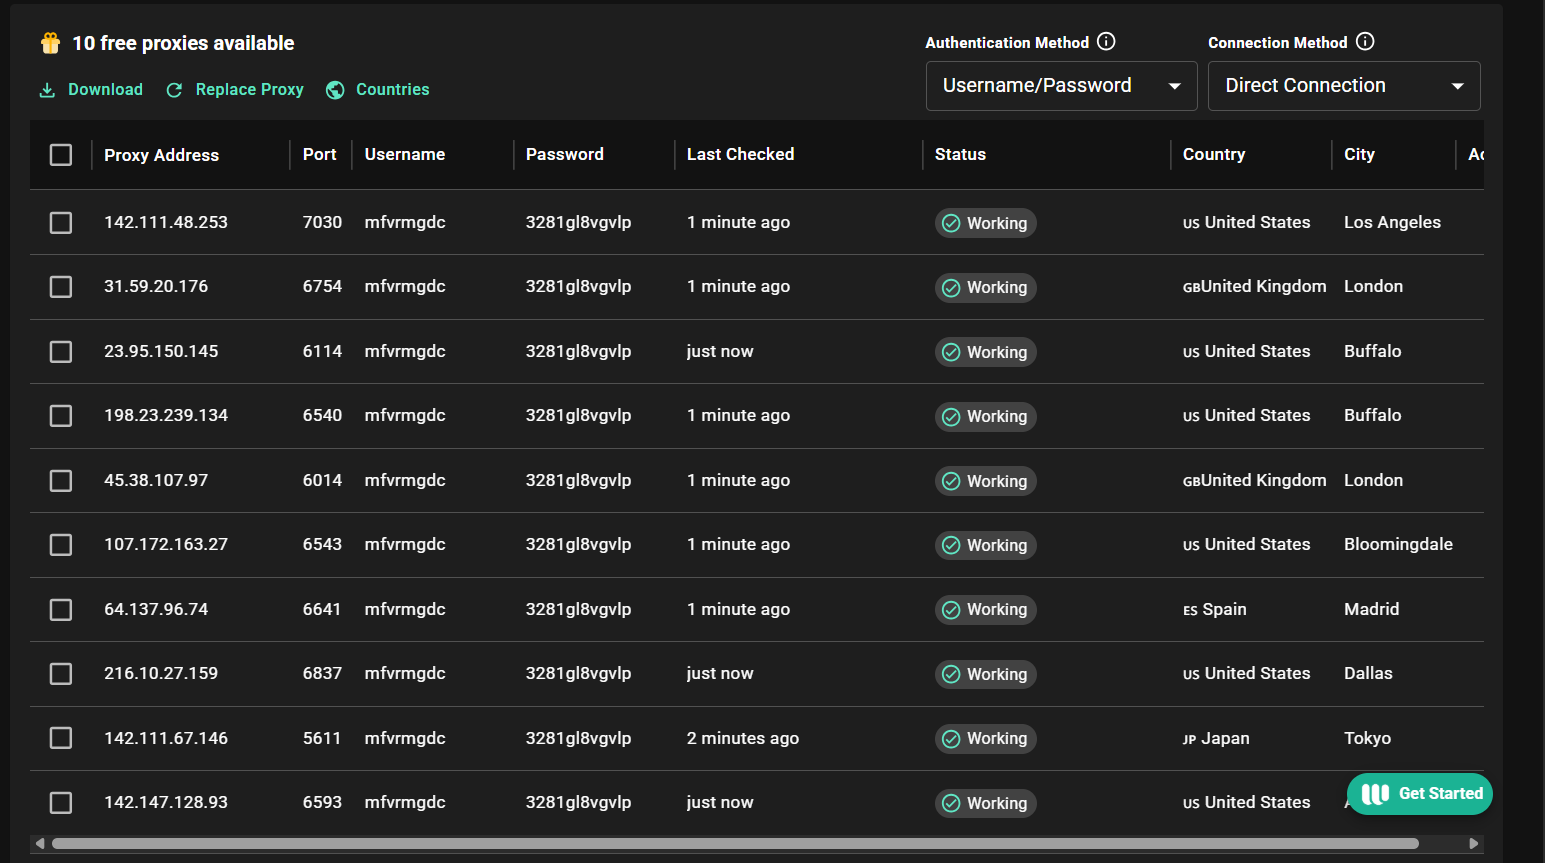 10 free proxies available
Authentication Method
Connection Method
Download Replace Proxy Countries
Username/Password
Direct Connection
Proxy Address Port Username Password Last Checked Status Country City
142.111.48.253 7030 mfvrmgdc 3281gl8vgvlp 1 minute ago Working US United States Los Angeles
31.59.20.176 6754 mfvrmgdc 3281gl8vgvlp 1 minute ago Working GB United Kingdom London
23.95.150.145 6114 mfvrmgdc 3281gl8vgvlp just now Working US United States Buffalo
198.23.239.134 6540 mfvrmgdc 3281gl8vgvlp 1 minute ago Working US United States Buffalo
45.38.107.97 6014 mfvrmgdc 3281gl8vgvlp 1 minute ago Working GB United Kingdom London
107.172.163.27 6543 mfvrmgdc 3281gl8vgvlp 1 minute ago Working US United States Bloomingdale
64.137.96.74 6641 mfvrmgdc 3281gl8vgvlp 1 minute ago Working ES Spain Madrid
216.10.27.159 6837 mfvrmgdc 3281gl8vgvlp just now Working US United States Dallas
142.111.67.146 5611 mfvrmgdc 3281gl8vgvlp 2 minutes ago Working JP Japan Tokyo
142.147.128.93 6593 mfvrmgdc 3281gl8vgvlp just now Working US United States
Get Started